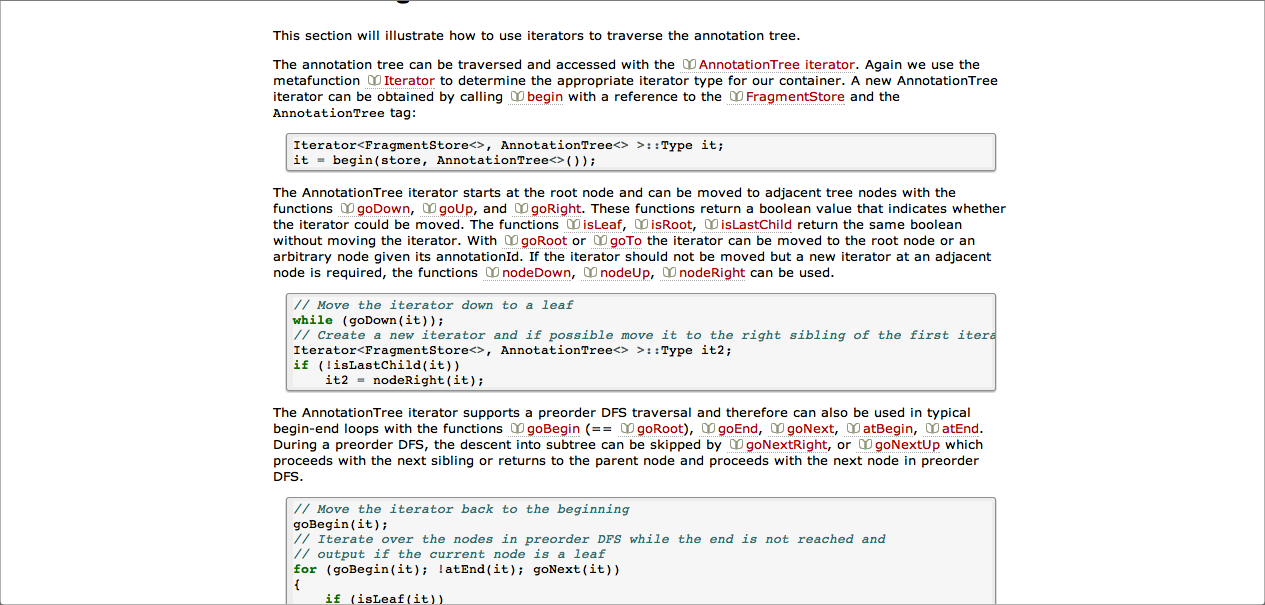 This section will illustrate how to use iterators to traverse the annotation tree.
The annotation tree can be traversed and accessed with the AnnotationTree iterator. Again we use the
metafunction Iterator to determine the appropriate iterator type for our container. A new AnnotationTree
iterator can be obtained by calling begin with a reference to the FragmentStore and the
AnnotationTree tag:
Iterator<FragmentStore<>, AnnotationTree<> >::Type it;
it = begin(store, AnnotationTree<>());
The AnnotationTree iterator starts at the root node and can be moved to adjacent tree nodes with the
functions goDown, goUp, and goRight. These functions return a boolean value that indicates whether
the iterator could be moved. The functions isLeaf, isRoot, isLastChild return the same boolean
without moving the iterator. With goRoot or goTo the iterator can be moved to the root node or an
arbitrary node given its annotationId. If the iterator should not be moved but a new iterator at an adjacent
node is required, the functions nodeDown, nodeUp, nodeRight can be used.
// Move the iterator down to a leaf
while (goDown(it));
// Create a new iterator and if possible move it to the right sibling of the first itera
Iterator<FragmentStore<>, AnnotationTree<> >::Type it2;
if (!isLastChild(it))
    it2 = nodeRight(it);
The AnnotationTree iterator supports a preorder DFS traversal and therefore can also be used in typical
begin-end loops with the functions goBegin (== goRoot), goEnd, goNext, atBegin, atEnd.
During a preorder DFS, the descent into subtree can be skipped by goNextRight, or goNextUp which
proceeds with the next sibling or returns to the parent node and proceeds with the next node in preorder
DFS.
// Move the iterator back to the beginning
goBegin(it);
// Iterate over the nodes in preorder DFS while the end is not reached and
// output if the current node is a leaf
for (goBegin(it); !atEnd(it); goNext(it))
{
    if (isLeaf(it))